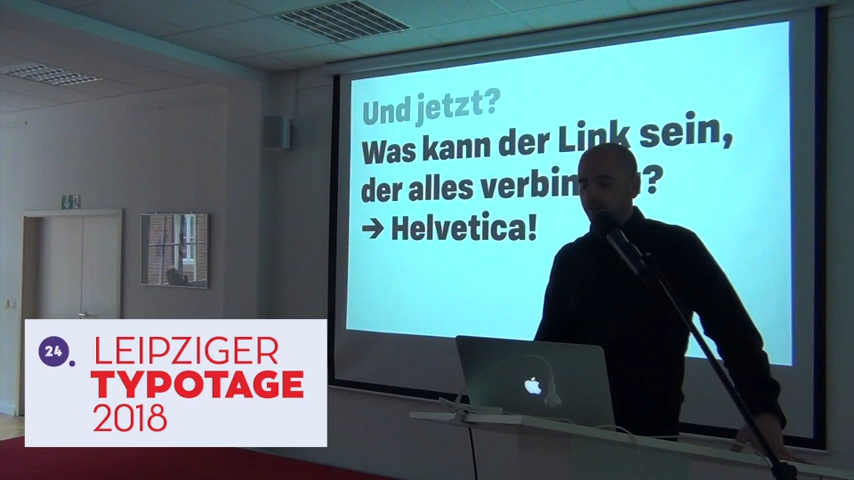 Und jetzt?
Was kann der Link sein,
der alles
→ Helvetica!
24.
LEIPZIGER
TYPOTAGE
2018